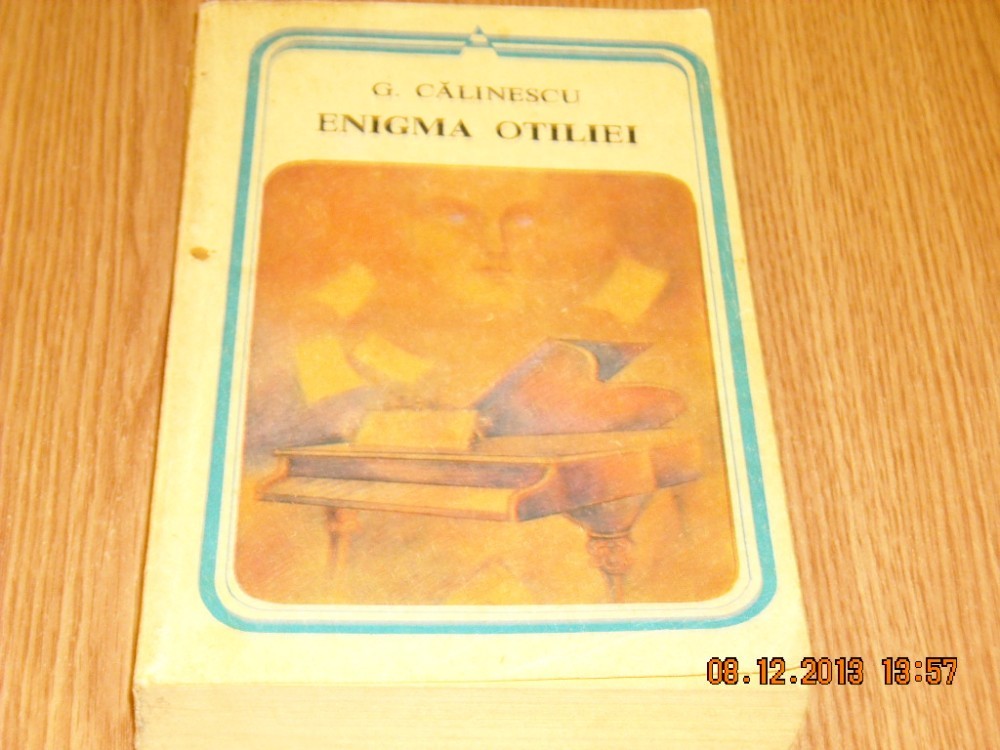 G. CĂLINESCU
ENIGMA OTILIEI
08.12.2013 13:57